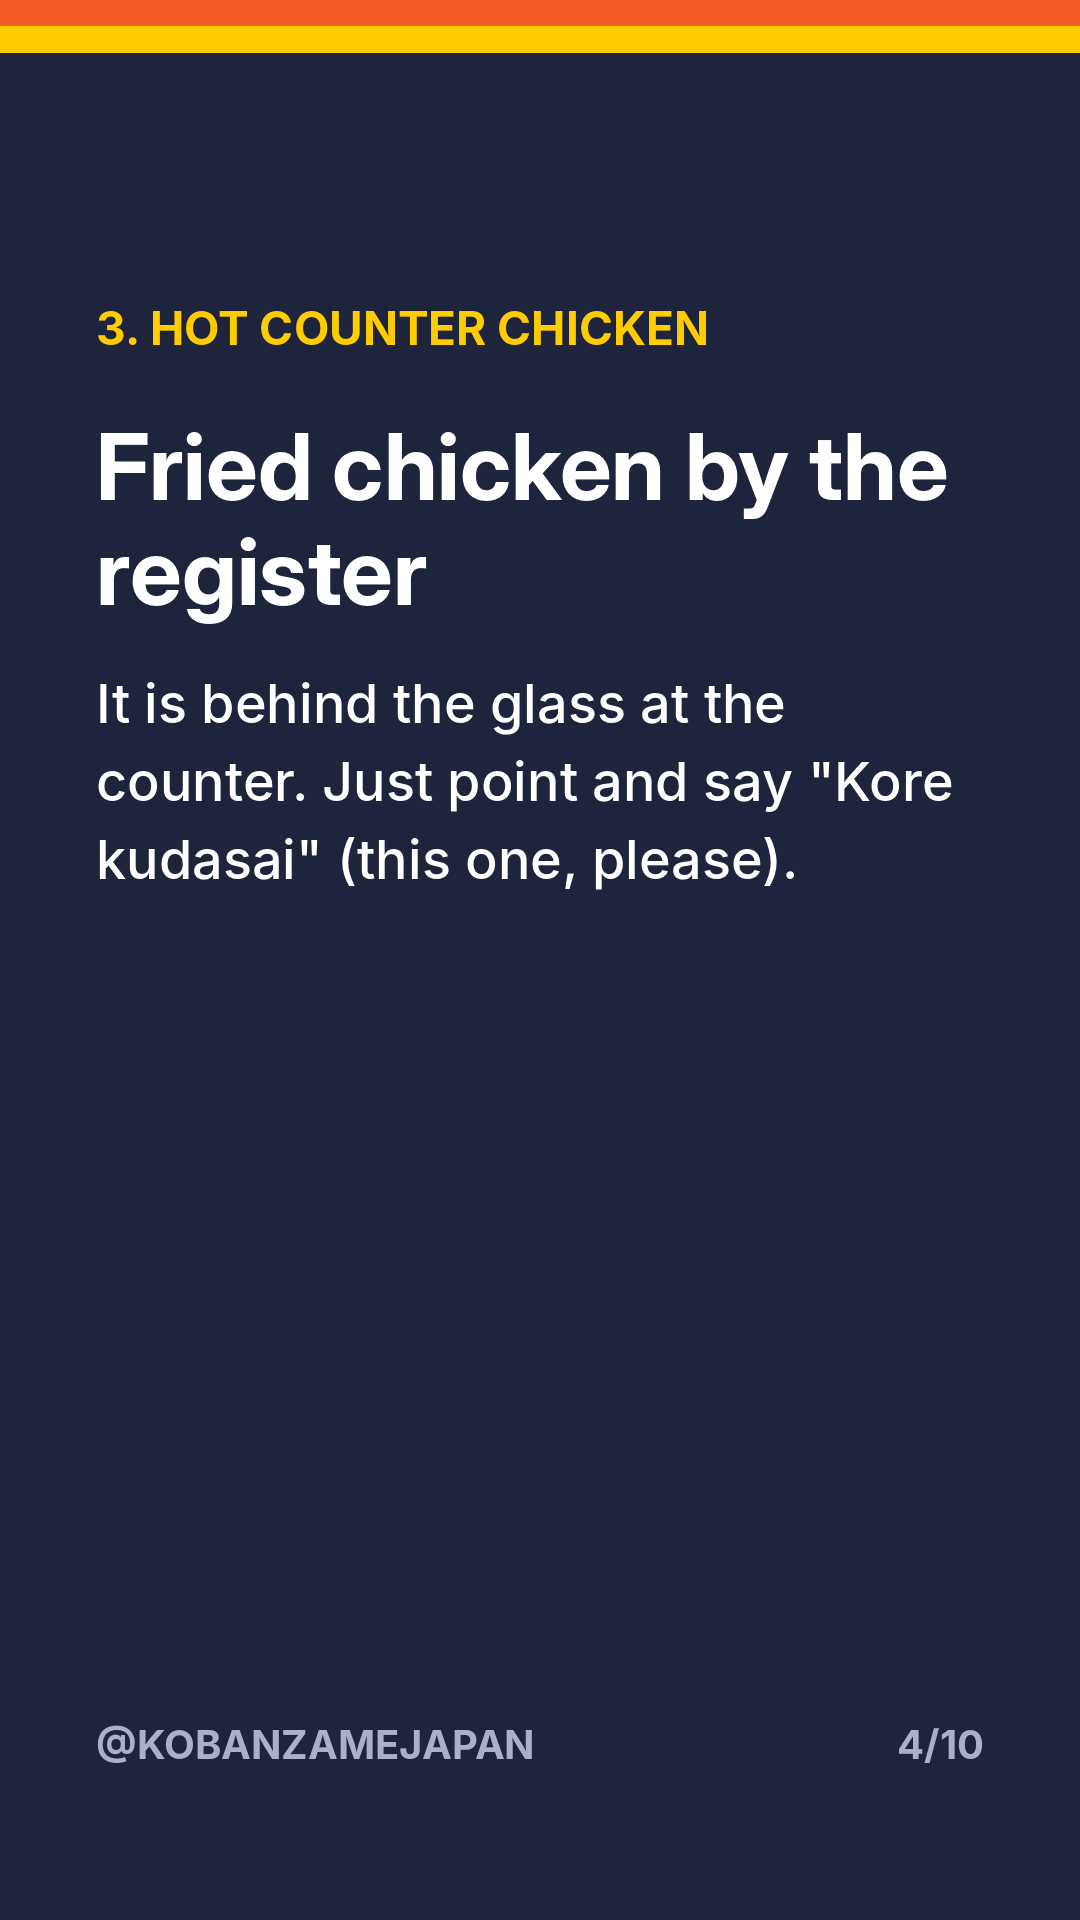 3. HOT COUNTER CHICKEN
Fried chicken by the
register
It is behind the glass at the
counter. Just point and say "Kore
kudasai" (this one, please).
@KOBANZAMEJAPAN
4/10